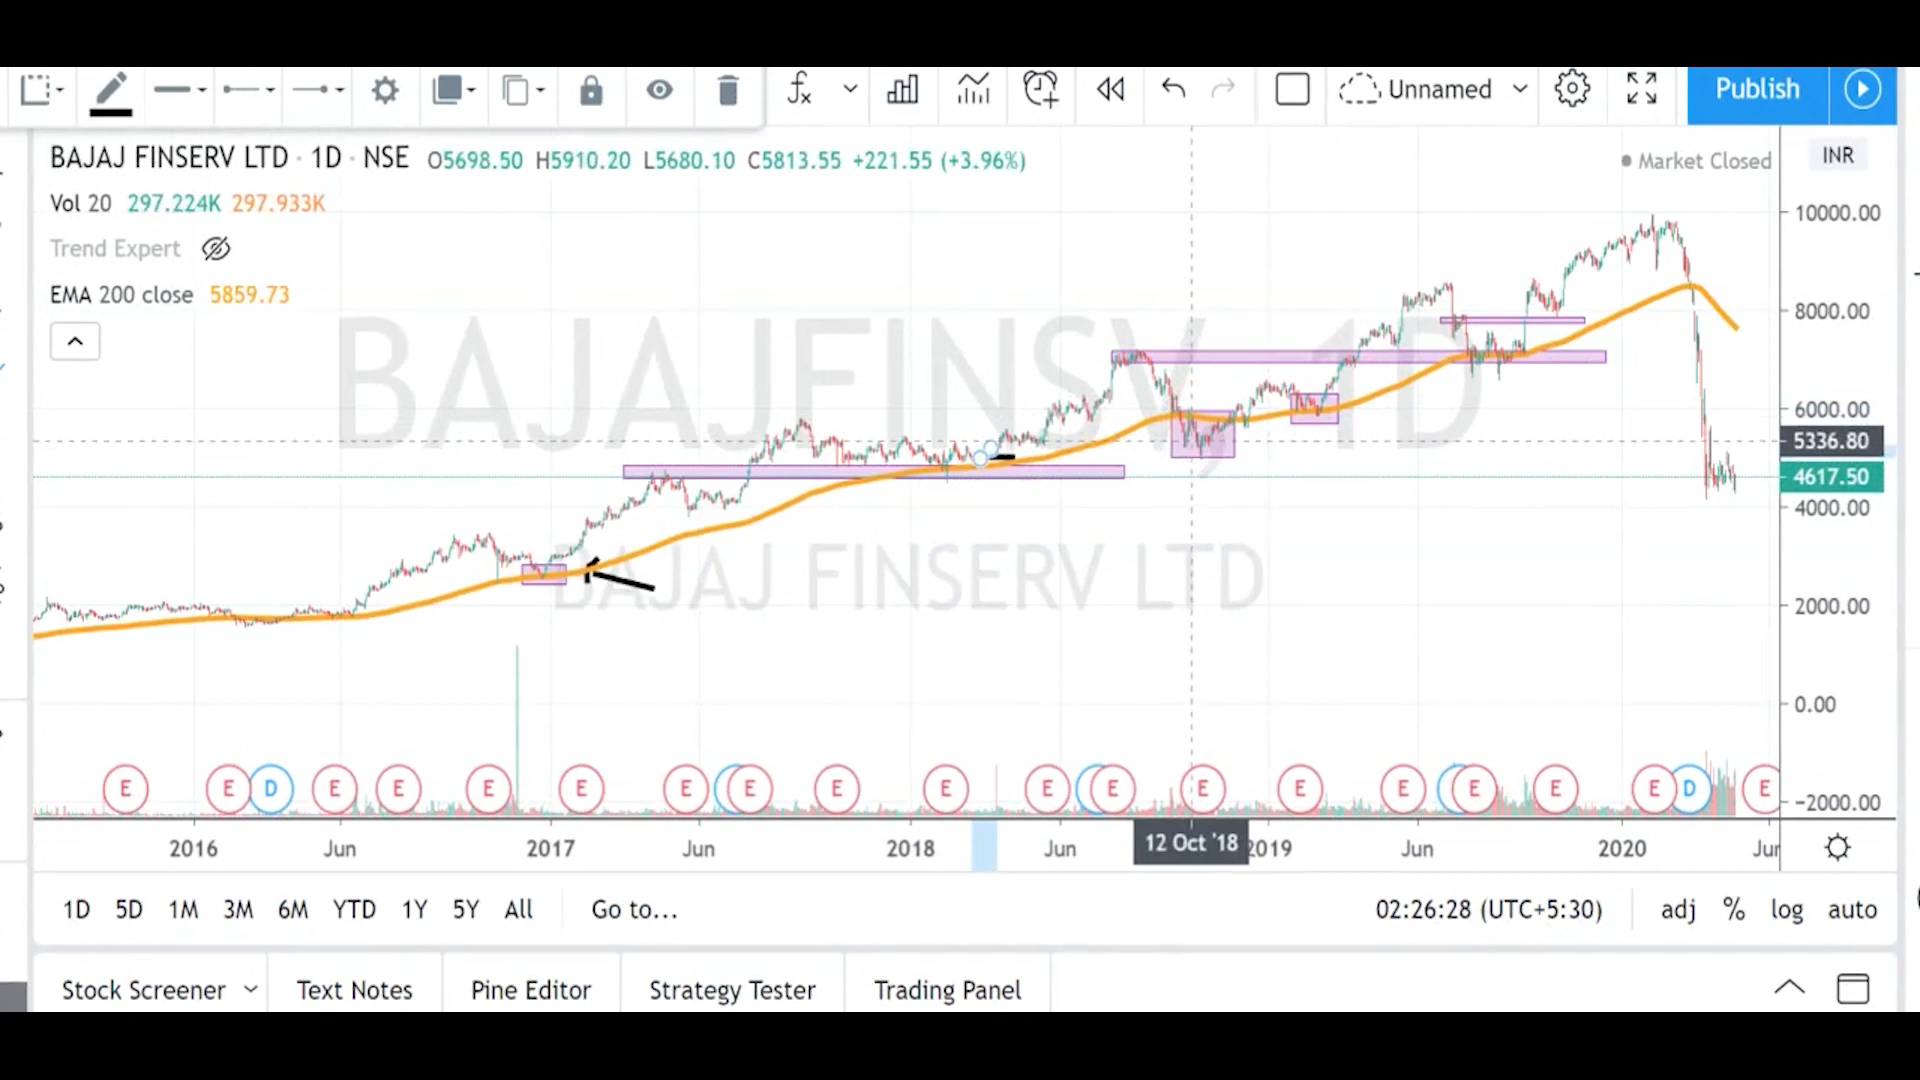 Unnamed
Publish
BAJAJ FINSERV LTD · 1D · NSE O5698.50 H5910.20 L5680.10 C5813.55 +221.55 (+3.96%)
Market Closed
INR
Vol 20 297.224K 297.933K
Trend Expert
EMA 200 close 5859.73
BAJAJFINSV, 1D
BAJAJ FINSERV LTD
10000.00
8000.00
6000.00
5336.80
4617.50
4000.00
2000.00
0.00
−2000.00
E E D E E E E E E E E E E E E E E E E D E
2016 Jun 2017 Jun 2018 Jun 12 Oct '18 2019 Jun 2020 Jun
1D 5D 1M 3M 6M YTD 1Y 5Y All Go to... 02:26:28 (UTC+5:30) adj % log auto
Stock Screener Text Notes Pine Editor Strategy Tester Trading Panel